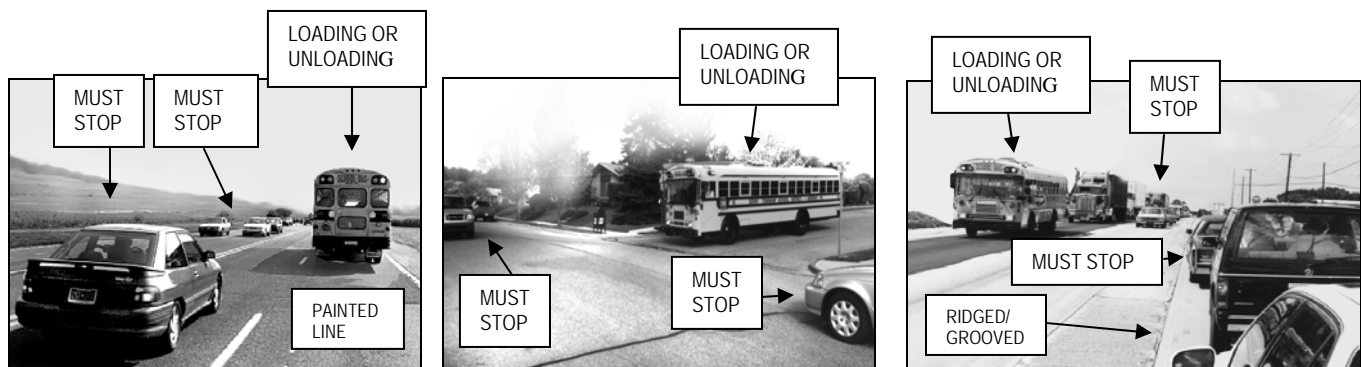 LOADING OR
UNLOADING
MUST
STOP
MUST
STOP
PAINTED
LINE
LOADING OR
UNLOADING
MUST
STOP
MUST
STOP
LOADING OR
UNLOADING
MUST
STOP
MUST STOP
RIDGED/
GROOVED